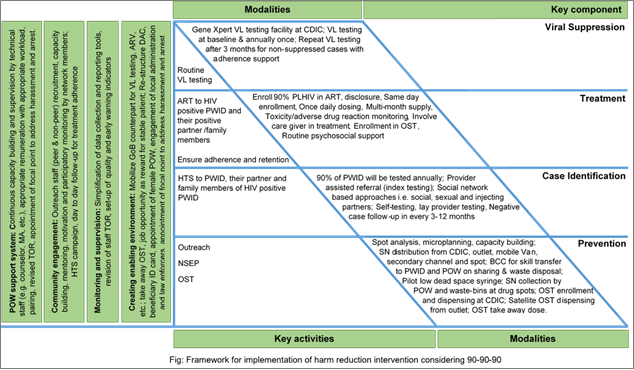 Modalities
Key component
POW support system: Continuous capacity building and supervision by technical
staff (e.g. counselor, MA, etc.), appropriate remuneration with appropriate workload,
pairing, revised TOR, appointment of focal point to address harassment and arrest.
Community engagement: Outreach staff (peer & non-peer) recruitment, capacity
building, mentoring, motivation and participatory monitoring by network members;
HTS campaign, day to day follow-up for treatment adherence
Monitoring and supervision: Simplification of data collection and reporting tools,
revision of staff TOR, set-up of quality and early warning indicators
Creating enabling environment: Mobilize GoB counterpart for VL testing, ARV,
etc.; take away OST, job opportunity as reward for stable patient; Re-structure DAC,
beneficiary ID card, appointment of female POW, engagement of local administration
and law enforcers, appointment of focal point to address harassment and arrest
Viral Suppression
Gene Xpert VL testing facility at CDIC; VL testing
at baseline & annually once; Repeat VL testing
after 3 months for non-suppressed cases with
adherence support
Routine
VL testing
Treatment
ART to HIV
positive PWID and
their positive
partner /family
members
Ensure adherence and retention
Enroll 90% PLHIV in ART, disclosure, Same day
enrollment, Once daily dosing, Multi-month supply,
Toxicity/adverse drug reaction monitoring, Involve
care giver in treatment, Enrollment in OST,
Routine psychosocial support
Case Identification
HTS to PWID, their partner and
family members of HIV positive
PWID
90% of PWID will be tested annually; Provider
assisted referral (index testing); Social network
based approaches i.e. social, sexual and injecting
partners; Self-testing, lay provider testing, Negative
case follow-up in every 3-12 months
Prevention
Outreach
NSEP
OST
Spot analysis, microplanning, capacity building;
SN distribution from CDIC, outlet, mobile Van,
secondary channel and spot; BCC for skill transfer
to PWID and POW on sharing & waste disposal;
Pilot low dead space syringe; SN collection by
POW and waste-bins at drug spots; OST enrollment
and dispensing at CDIC; Satellite OST dispensing
from outlet; OST take away dose.
Key activities
Modalities
Fig: Framework for implementation of harm reduction intervention considering 90-90-90